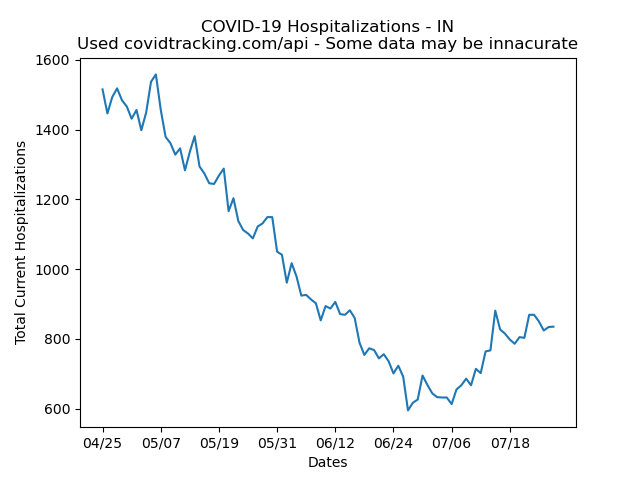 COVID-19 Hospitalizations - IN
Used covidtracking.com/api - Some data may be innacurate
Total Current Hospitalizations
1600
1400
1200
1000
800
600
04/25 05/07 05/19 05/31 06/12 06/24 07/06 07/18
Dates